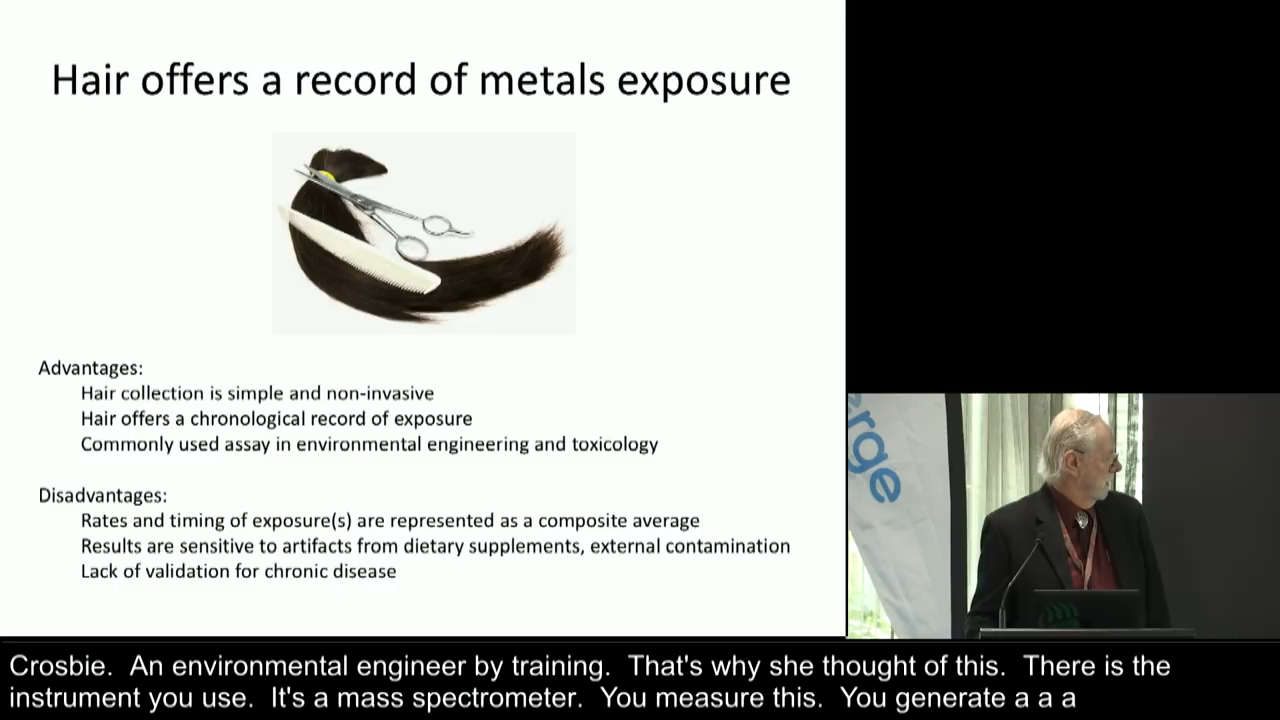 Hair offers a record of metals exposure
Advantages:
Hair collection is simple and non-invasive
Hair offers a chronological record of exposure
Commonly used assay in environmental engineering and toxicology
Disadvantages:
Rates and timing of exposure(s) are represented as a composite average
Results are sensitive to artifacts from dietary supplements, external contamination
Lack of validation for chronic disease
erge
Crosbie. An environmental engineer by training. That's why she thought of this. There is the
instrument you use. It's a mass spectrometer. You measure this. You generate a a a